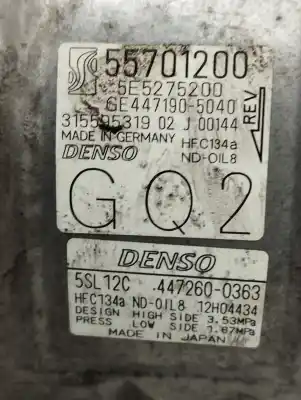 55701200
5E5275200
GE447190-5040
315595319 02 J 00144
MADE IN GERMANY HFC134a
DENSO ND-OIL8
REV
GQ2
DENSO
5SL12C 447260-0363
HFC134a ND-OIL8 12H04434
DESIGN HIGH SIDE 3.53MPa
PRESS LOW SIDE 1.67MPa
MADE IN JAPAN